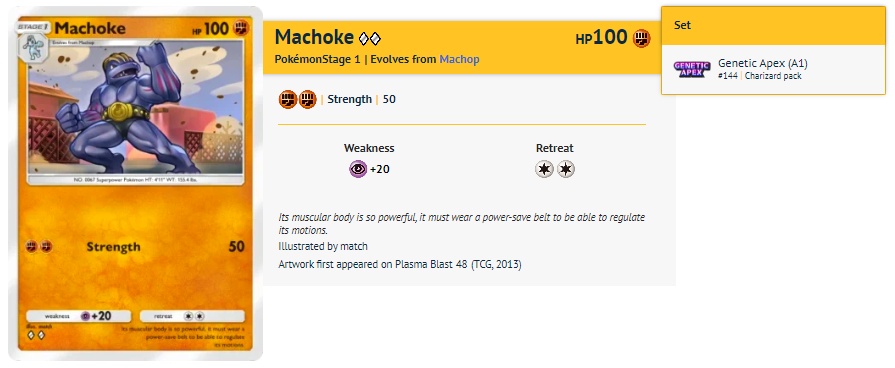 STAGE 1 Machoke HP 100
Evolves from Machop
NO. 0067 Superpower Pokémon HT: 4'11" WT: 155.4 lbs.
Strength 50
weakness +20 retreat
illus. match
Its muscular body is so powerful, it must wear a
power-save belt to be able to regulate
its motions.
Machoke HP100
PokémonStage 1 | Evolves from Machop
| Strength | 50
Weakness Retreat
+20
Its muscular body is so powerful, it must wear a power-save belt to be able to regulate
its motions.
Illustrated by match
Artwork first appeared on Plasma Blast 48 (TCG, 2013)
Set
GENETIC
APEX
Genetic Apex (A1)
#144 | Charizard pack